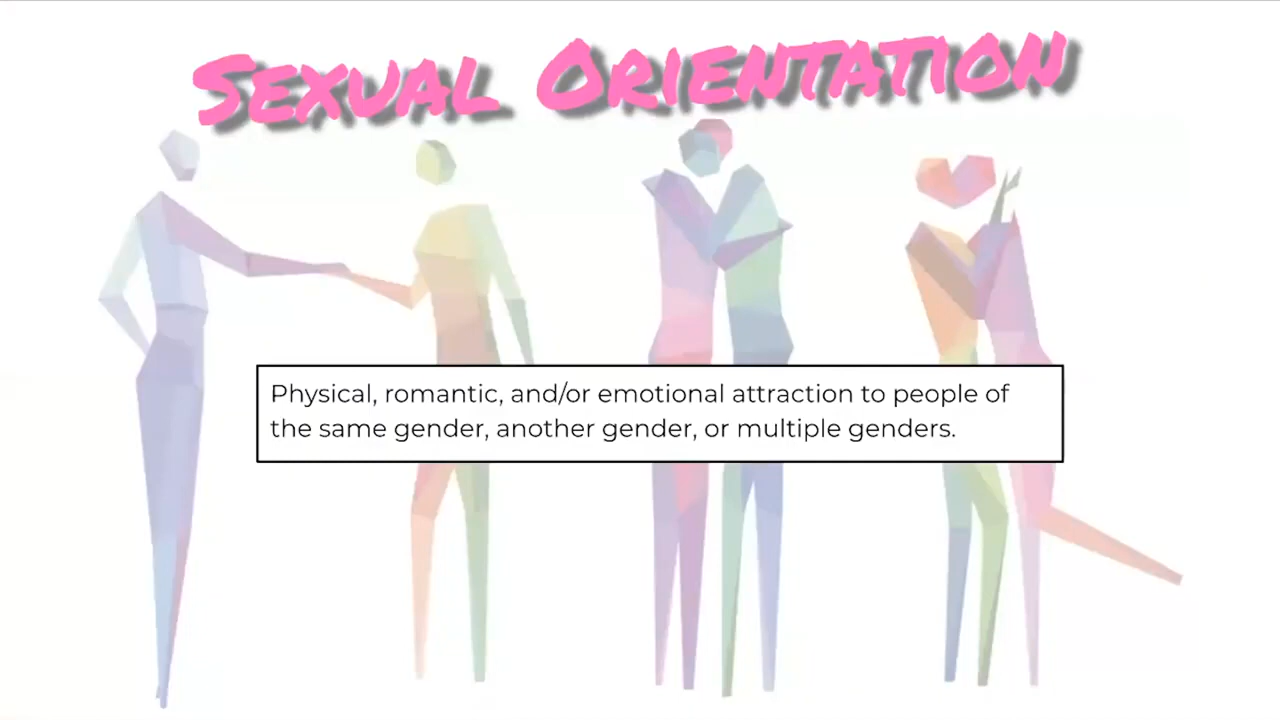 Sexual Orientation
Physical, romantic, and/or emotional attraction to people of
the same gender, another gender, or multiple genders.